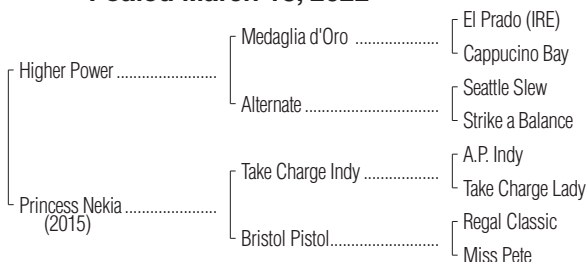 Foaled March 13, 2022
El Prado (IRE)
Medaglia d'Oro
Cappucino Bay
Higher Power
Seattle Slew
Alternate
Strike a Balance
A.P. Indy
Take Charge Indy
Take Charge Lady
Princess Nekia
(2015)
Regal Classic
Bristol Pistol
Miss Pete